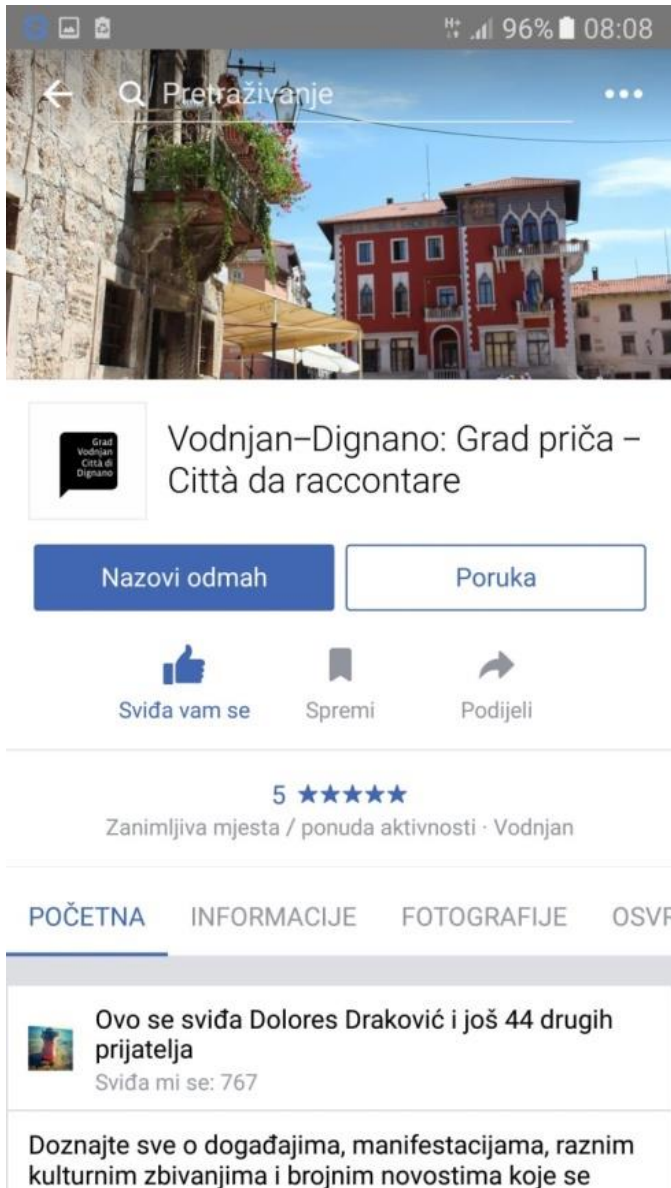 H+ 96% 08:08
Pretraživanje
Grad
Vodnjan
Città di
Dignano
Vodnjan–Dignano: Grad priča –
Città da raccontare
Nazovi odmah
Poruka
Sviđa vam se
Spremi
Podijeli
5 ★★★★★
Zanimljiva mjesta / ponuda aktivnosti · Vodnjan
POČETNA INFORMACIJE FOTOGRAFIJE OSVR
Ovo se sviđa Dolores Draković i još 44 drugih
prijatelja
Sviđa mi se: 767
Doznajte sve o događajima, manifestacijama, raznim
kulturnim zbivanjima i brojnim novostima koje se